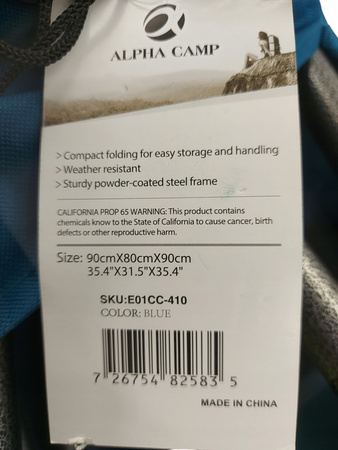 ALPHA CAMP
> Compact folding for easy storage and handling
> Weather resistant
> Sturdy powder-coated steel frame
CALIFORNIA PROP 65 WARNING: This product contains
chemicals know to the State of California to cause cancer, birth
defects or other reproductive harm.
Size: 90cmX80cmX90cm
35.4"X31.5"X35.4"
SKU:E01CC-410
COLOR: BLUE
7 26754 82583 5
MADE IN CHINA